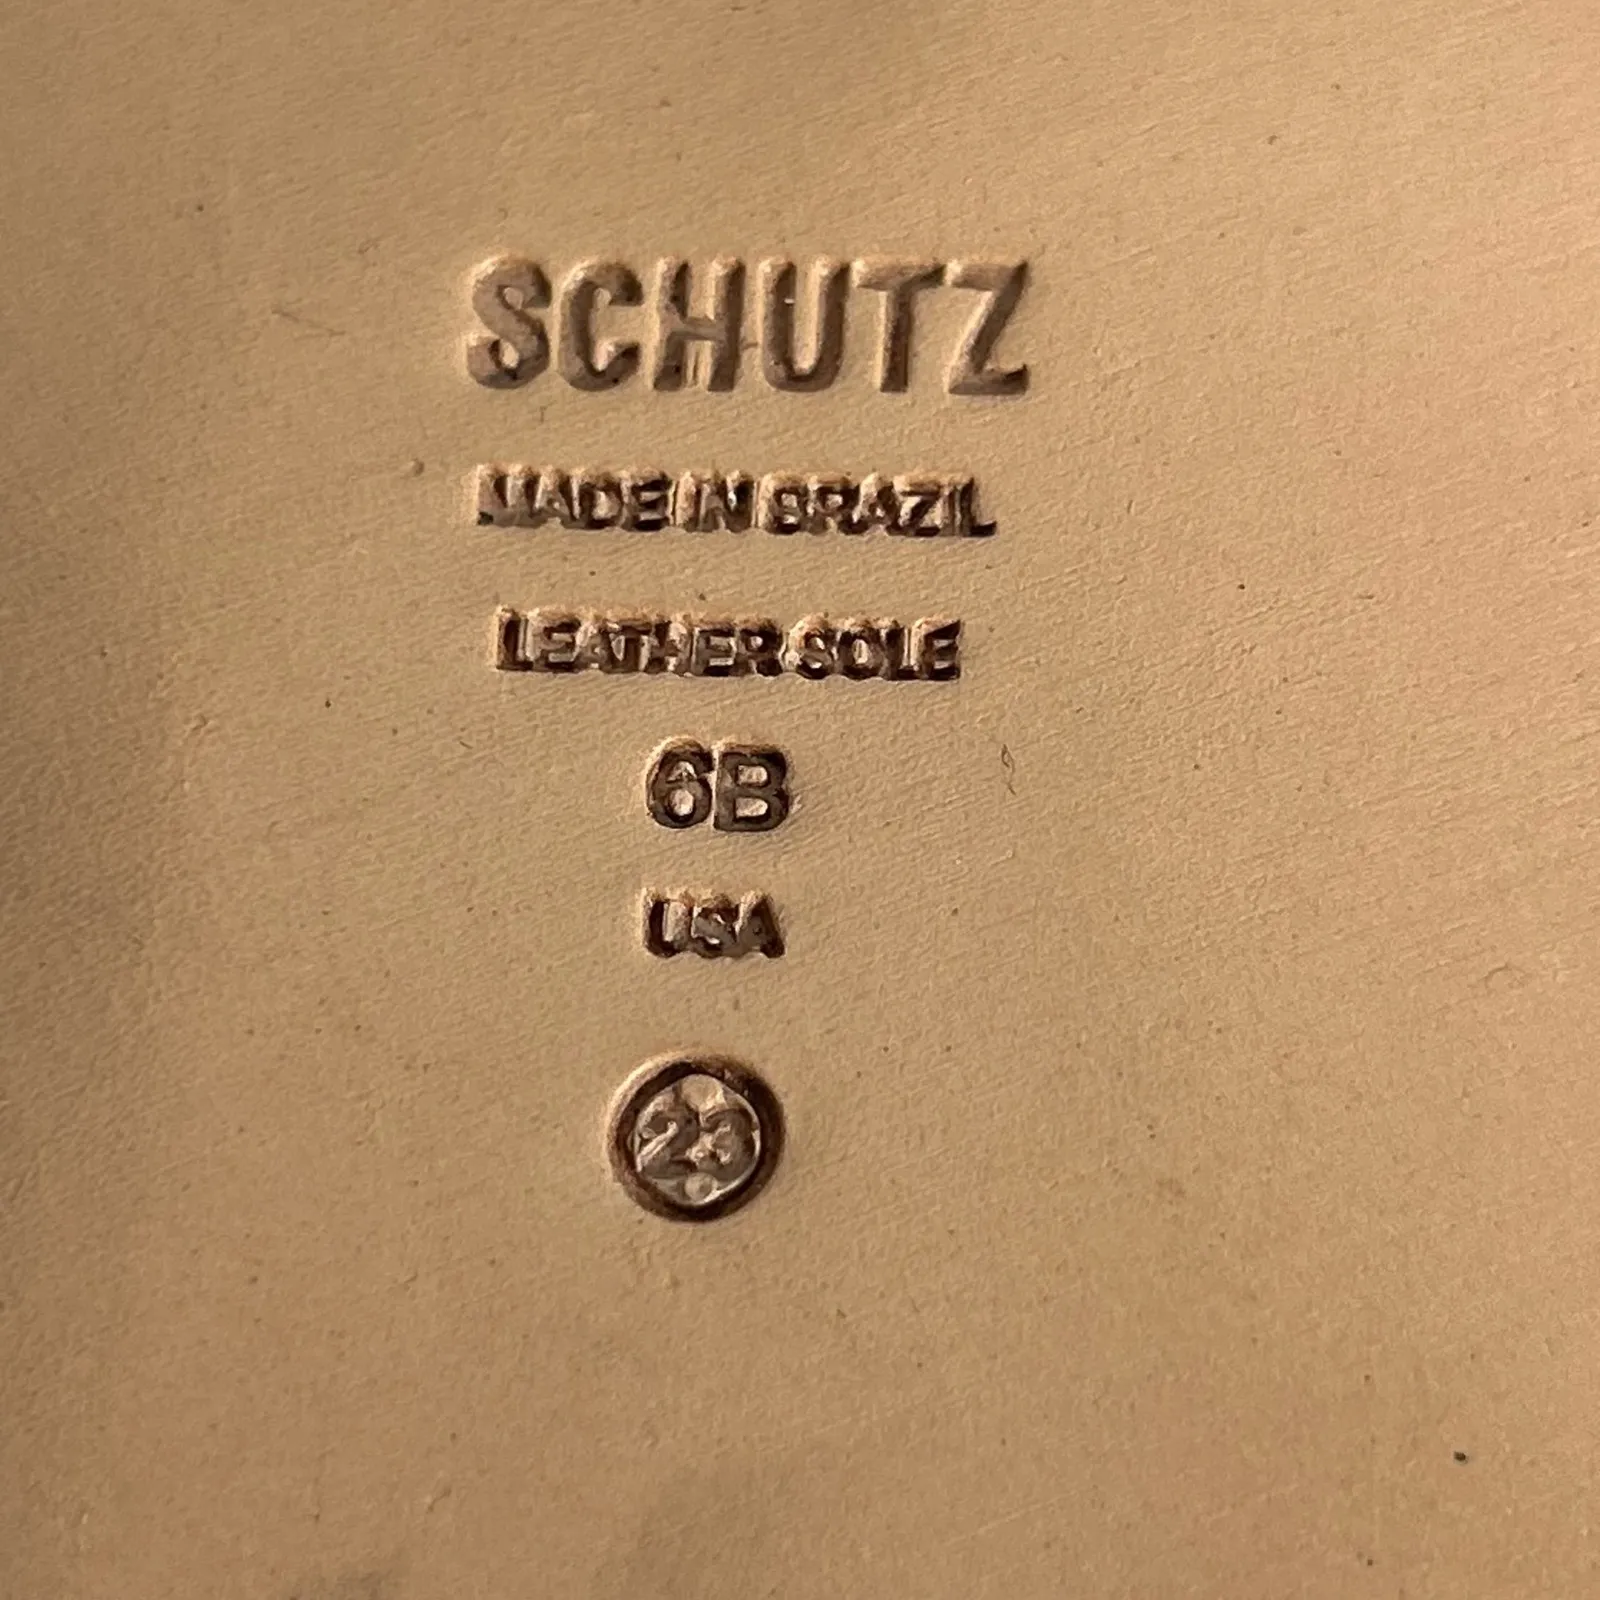 SCHUTZ
MADE IN BRAZIL
LEATHER SOLE
6B
USA
23